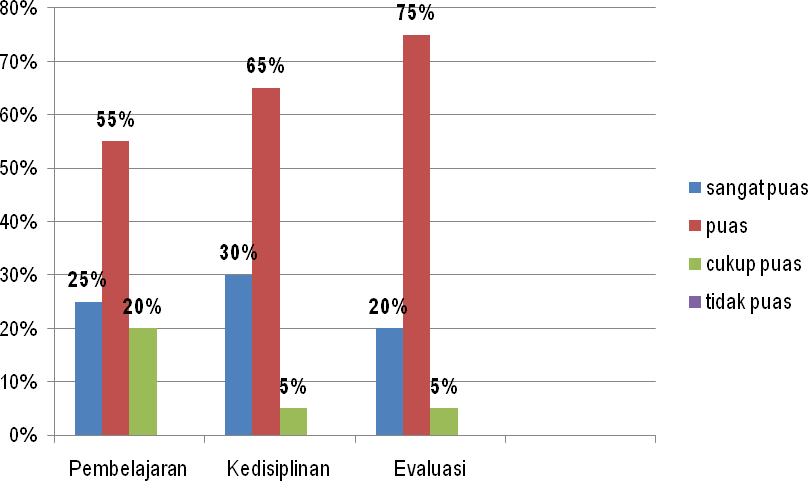 80%
70%
60%
50%
40%
30%
20%
10%
0%
25%
55%
20%
30%
65%
5%
20%
75%
5%
Pembelajaran
Kedisiplinan
Evaluasi
sangat puas
puas
cukup puas
tidak puas